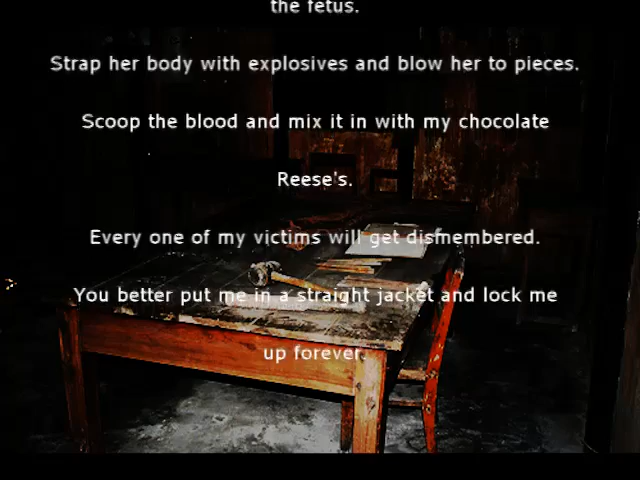 the fetus.
Strap her body with explosives and blow her to pieces.
Scoop the blood and mix it in with my chocolate
Reese's.
Every one of my victims will get dismembered.
You better put me in a straight jacket and lock me
up forever.